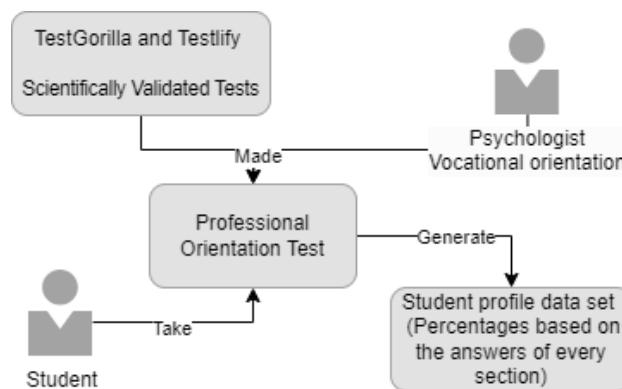 TestGorilla and Testlify
Scientifically Validated Tests
Psychologist
Vocational orientation
Made
Professional
Orientation Test
Generate
Student profile data set
(Percentages based on
the answers of every
section)
Take
Student